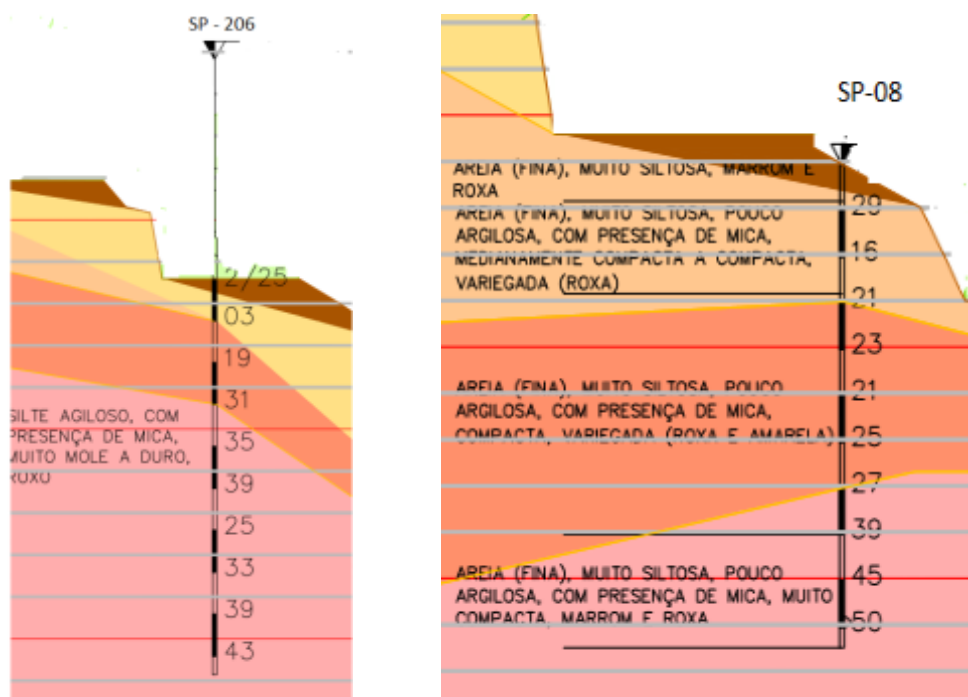 SP - 206
2/25
03
19
31
35
39
25
33
39
43
SILTE AGILOSO, COM
PRESENÇA DE MICA,
MUITO MOLE A DURO,
ROXO
SP-08
AREIA (FINA), MUITO SILTOSA, MARROM E
ROXA
AREIA (FINA), MUITO SILTOSA, POUCO
ARGILOSA, COM PRESENÇA DE MICA,
MEDIANAMENTE COMPACTA A COMPACTA,
VARIEGADA (ROXA)
AREIA (FINA), MUITO SILTOSA, POUCO
ARGILOSA, COM PRESENÇA DE MICA,
COMPACTA, VARIEGADA (ROXA E AMARELA)
AREIA (FINA), MUITO SILTOSA, POUCO
ARGILOSA, COM PRESENÇA DE MICA, MUITO
COMPACTA, MARROM E ROXA
29
16
21
23
21
25
27
39
45
50